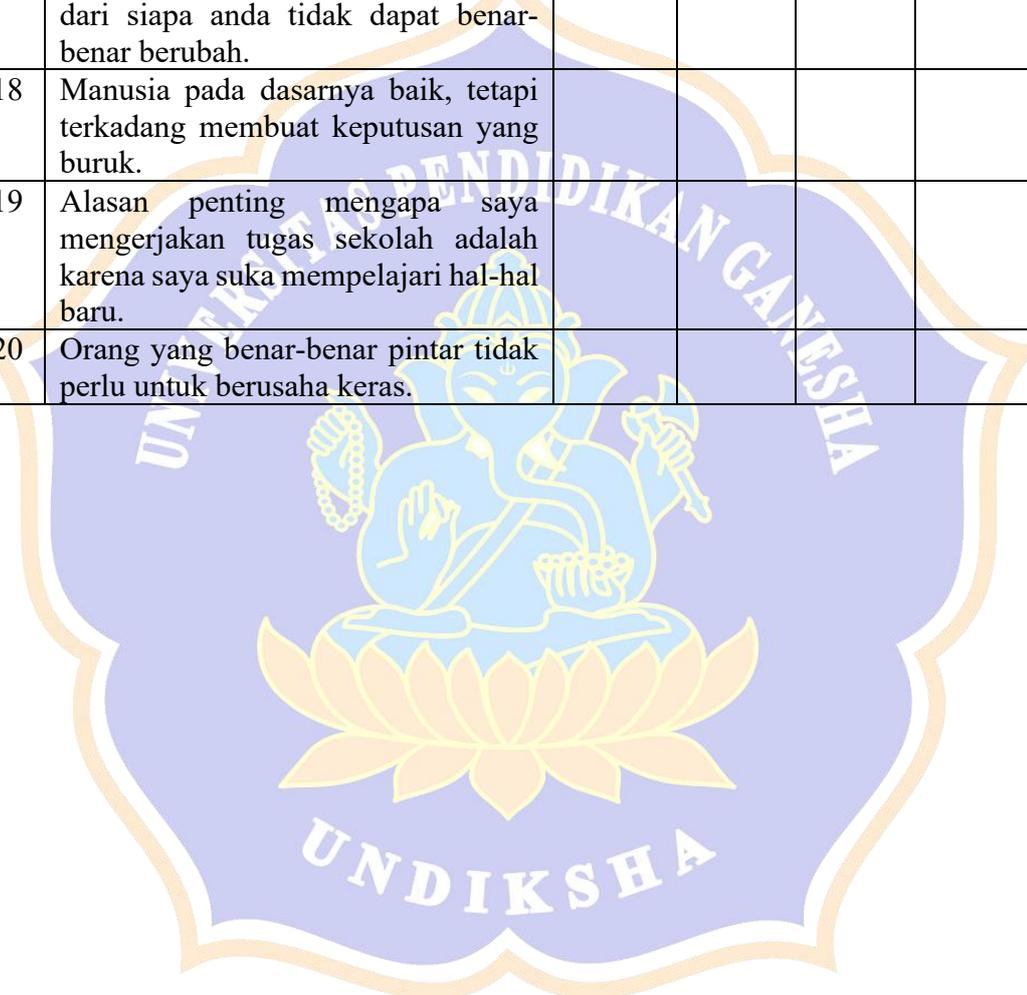 dari siapa anda tidak dapat benar-
benar berubah.
18 Manusia pada dasarnya baik, tetapi
terkadang membuat keputusan yang
buruk.
19 Alasan penting mengapa saya
mengerjakan tugas sekolah adalah
karena saya suka mempelajari hal-hal
baru.
20 Orang yang benar-benar pintar tidak
perlu untuk berusaha keras.
UNIVERSITAS PENDIDIKAN GANESHA
UNDIKSHA